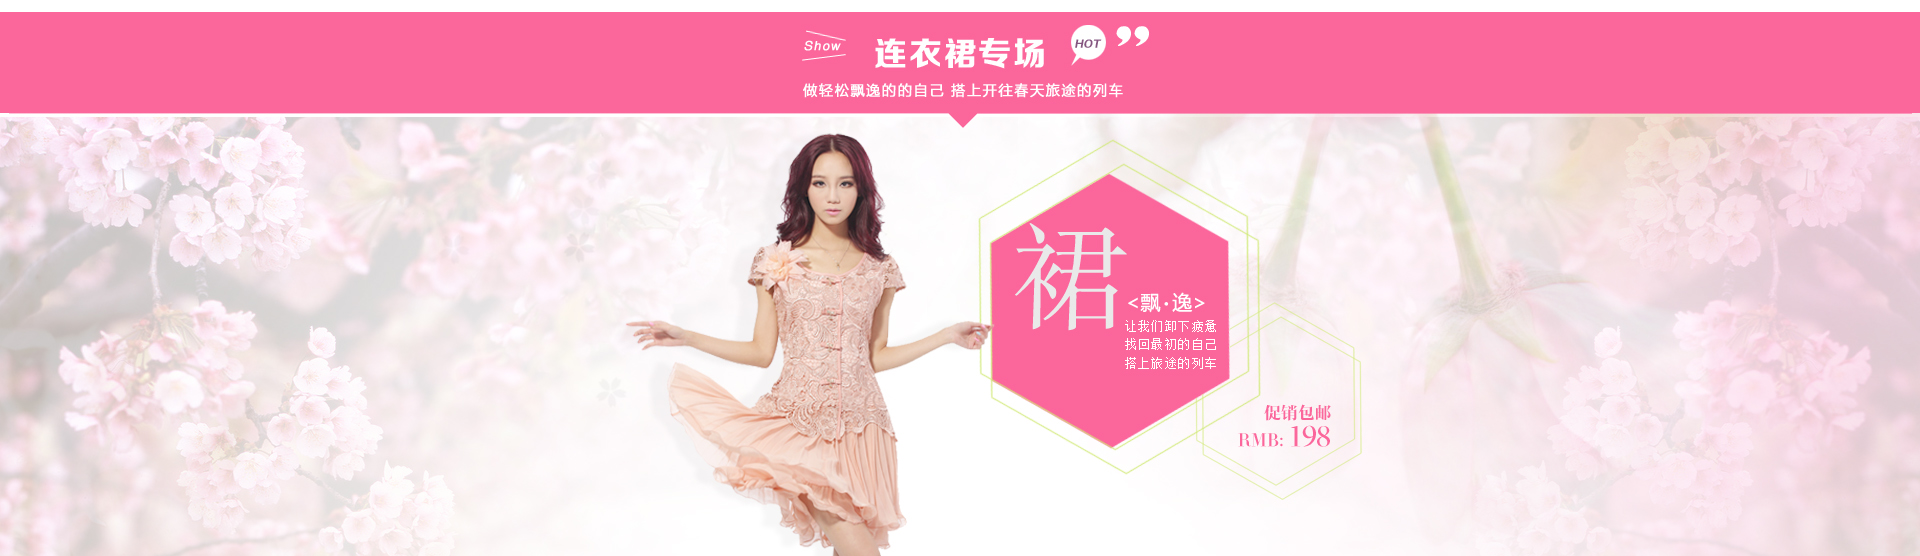 Show
连衣裙专场
HOT
做轻松飘逸的的自己 搭上开往春天旅途的列车
裙
<飘·逸>
让我们卸下疲惫
找回最初的自己
搭上旅途的列车
促销包邮
RMB: 198